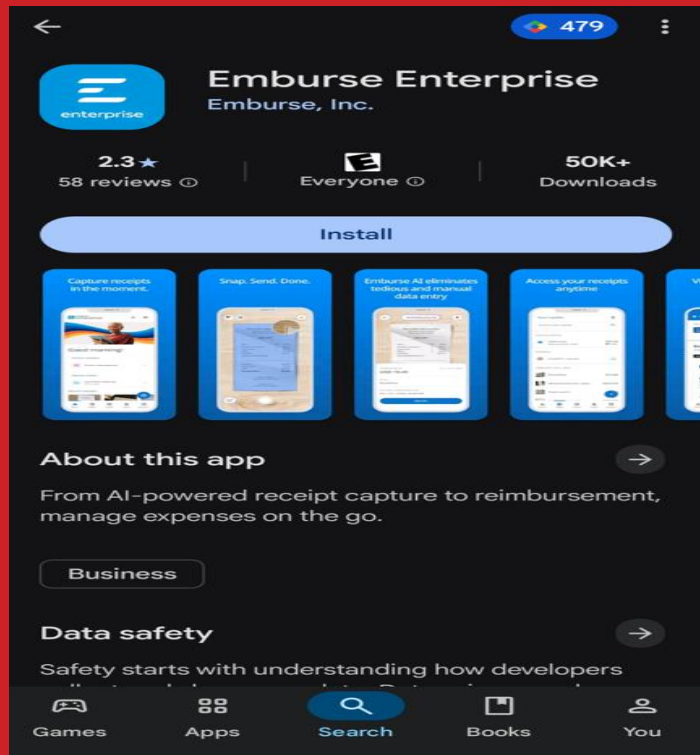 479
Emburse Enterprise
Emburse, Inc.
enterprise
2.3★
58 reviews
E
Everyone
50K+
Downloads
Install
Capture receipts
in the moment.
Good morning!
Snap. Send. Done.
Emburse AI eliminates
tedious and manual
data entry
Access your receipts
anytime
About this app
From AI-powered receipt capture to reimbursement,
manage expenses on the go.
Business
Data safety
Safety starts with understanding how developers
Games
Apps
Search
Books
You